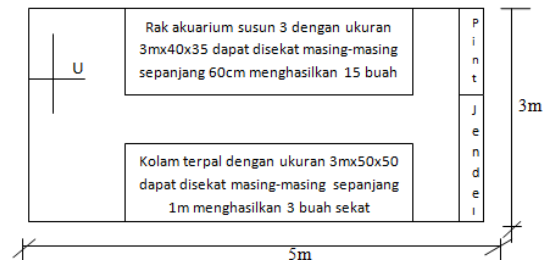 Rak akuarium susun 3 dengan ukuran
3mx40x35 dapat disekat masing-masing
sepanjang 60cm menghasilkan 15 buah
U
Kolam terpal dengan ukuran 3mx50x50
dapat disekat masing-masing sepanjang
1m menghasilkan 3 buah sekat
P
i
n
t
J
e
n
d
e
l
3m
5m